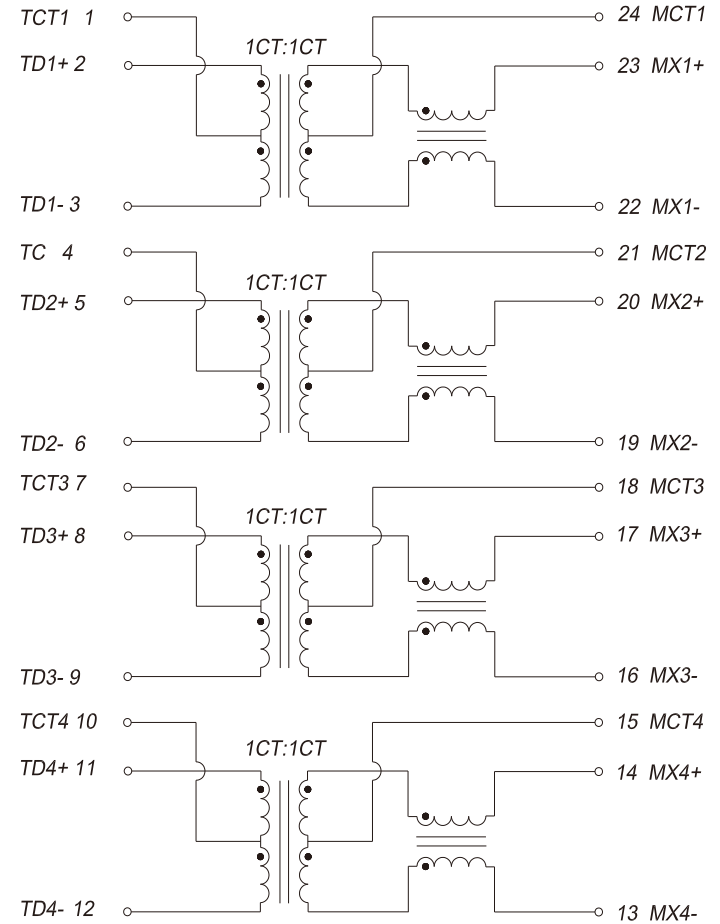 TCT1 1
24 MCT1
1CT:1CT
TD1+ 2
23 MX1+
TD1- 3
22 MX1-
TC 4
21 MCT2
1CT:1CT
TD2+ 5
20 MX2+
TD2- 6
19 MX2-
TCT3 7
18 MCT3
1CT:1CT
TD3+ 8
17 MX3+
TD3- 9
16 MX3-
TCT4 10
15 MCT4
1CT:1CT
TD4+ 11
14 MX4+
TD4- 12
13 MX4-